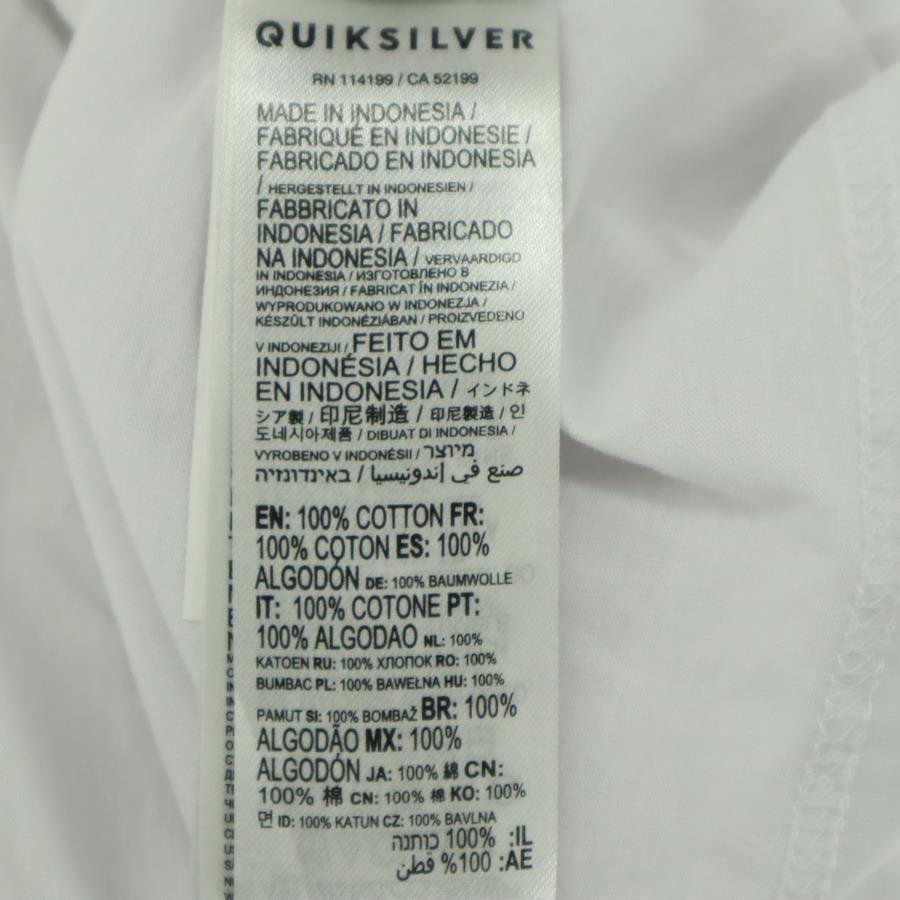 QUIKSILVER
RN 114199 / CA 52199
MADE IN INDONESIA /
FABRIQUÉ EN INDONESIE /
FABRICADO EN INDONESIA
/ HERGESTELLT IN INDONESIEN /
FABBRICATO IN
INDONESIA / FABRICADO
NA INDONESIA / VERVAARDIGD
IN INDONESIA / ИЗГОТОВЛЕНО В
ИНДОНЕЗИЯ / FABRICAT ÎN INDONEZIA /
WYPRODUKOWANO W INDONEZJA /
KÉSZÜLT INDONÉZIÁBAN / PROIZVEDENO
V INDONEZIJI / FEITO EM
INDONÉSIA / HECHO
EN INDONESIA / インドネ
シア製 / 印尼制造 / 印尼製造 / 인
도네시아제품 / DIBUAT DI INDONESIA /
VYROBENO V INDONÉSII / מיוצר
באינדונזיה / صنع في إندونيسيا
EN: 100% COTTON FR:
100% COTON ES: 100%
ALGODÓN DE: 100% BAUMWOLLE
IT: 100% COTONE PT:
100% ALGODAO NL: 100%
KATOEN RU: 100% ХЛОПОК RO: 100%
BUMBAC PL: 100% BAWEŁNA HU: 100%
PAMUT SI: 100% BOMBAŽ BR: 100%
ALGODÃO MX: 100%
ALGODÓN JA: 100% 綿 CN:
100% 棉 CN: 100% 棉 KO: 100%
면 ID: 100% KATUN CZ: 100% BAVLNA
IL: 100% כותנה
AE: 100% قطن